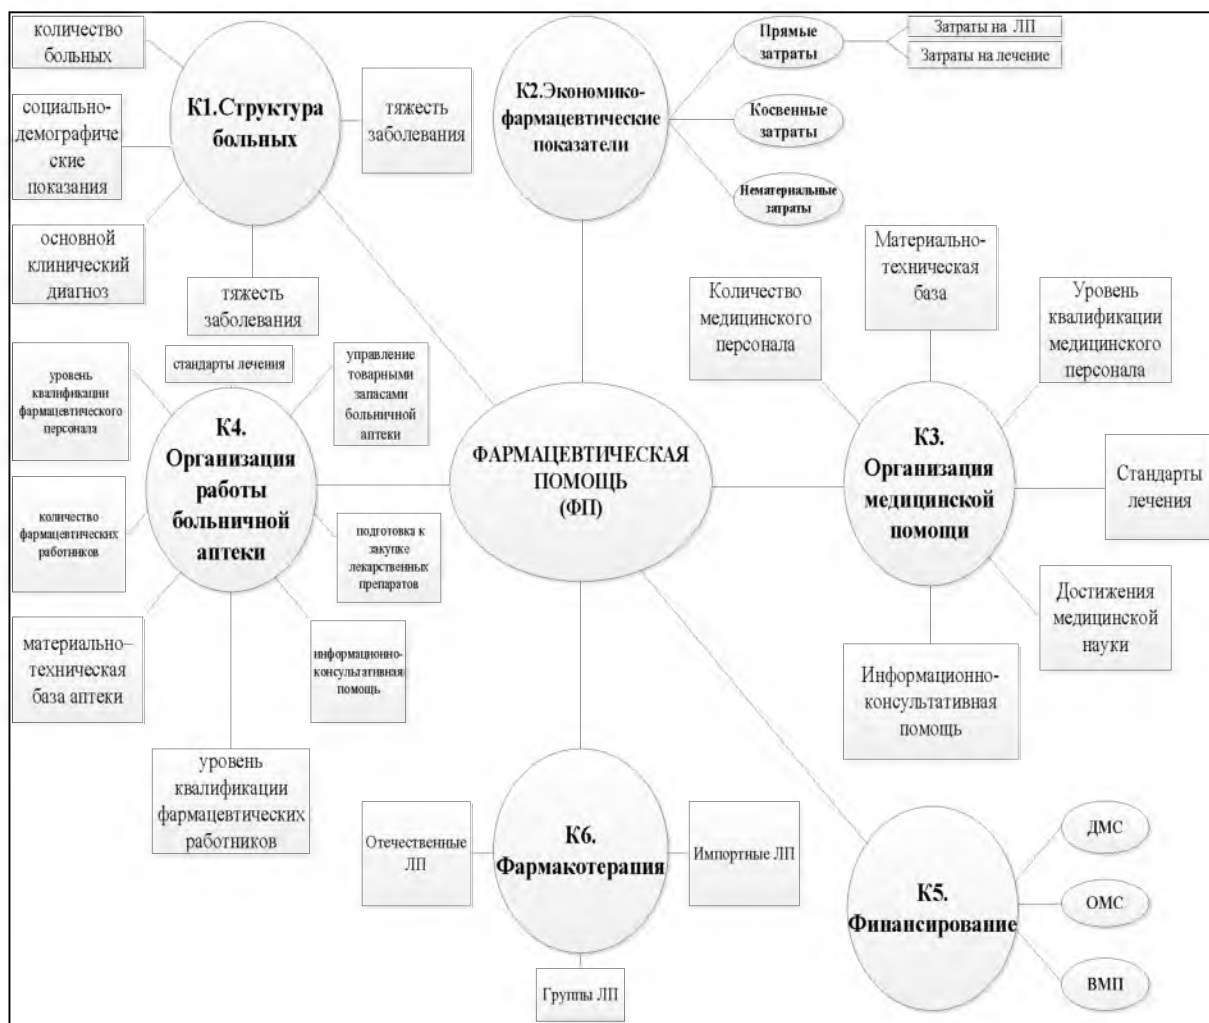 количество
больных
социально-
демографиче
ские
показания
основной
клинический
диагноз
К1.Структура
больных
тяжесть
заболевания
тяжесть
заболевания
К2.Экономико-
фармацевтические
показатели
Прямые
затраты
Затраты на ЛП
Затраты на лечение
Косвенные
затраты
Нематериальные
затраты
Количество
медицинского
персонала
Материально-
техническая
база
Уровень
квалификации
медицинского
персонала
К3.
Организация
медицинской
помощи
Стандарты
лечения
Достижения
медицинской
науки
Информационно-
консультативная
помощь
ФАРМАЦЕВТИЧЕСКАЯ
ПОМОЩЬ
(ФП)
стандарты лечения
уровень
квалификации
фармацевтического
персонала
управление
товарными
запасами
больничной
аптеки
К4.
Организация
работы
больничной
аптеки
количество
фармацевтических
работников
подготовка к
закупке
лекарственных
препаратов
материально–
техническая
база аптеки
информационно-
консультативная
помощь
уровень
квалификации
фармацевтических
работников
К6.
Фармакотерапия
Отечественные
ЛП
Импортные ЛП
Группы ЛП
К5.
Финансирование
ДМС
ОМС
ВМП